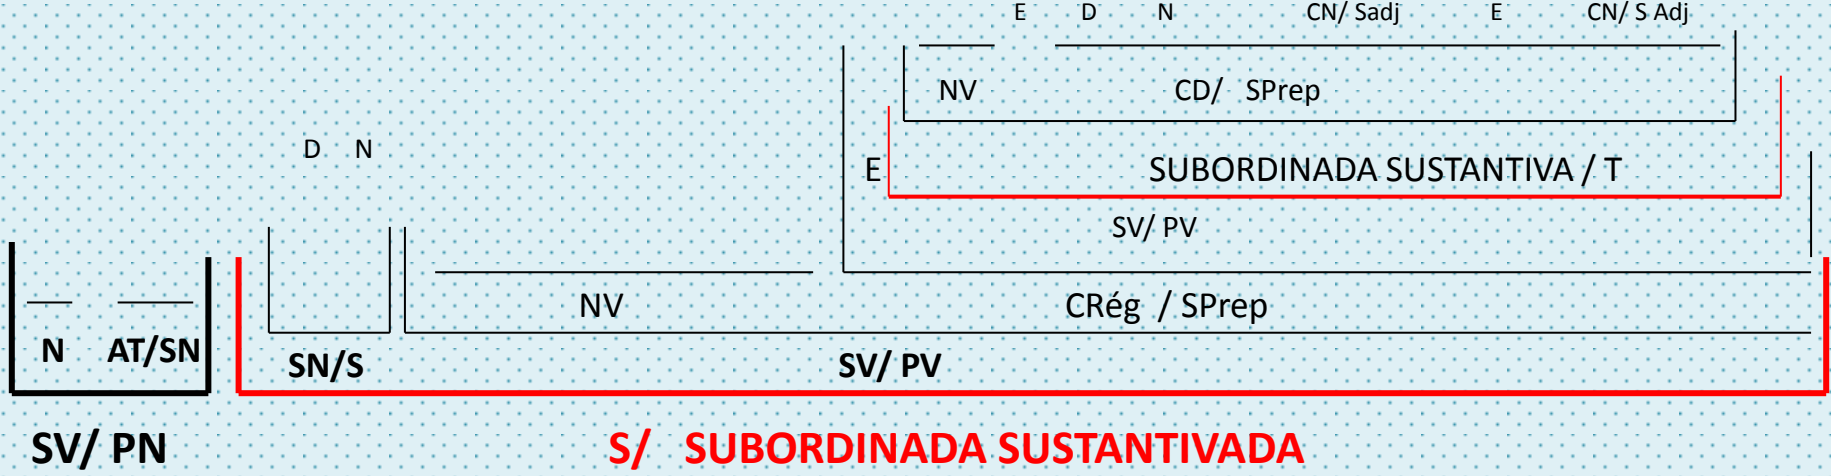 E D N CN/ Sadj E CN/ S Adj
NV CD/ SPrep
D N
E SUBORDINADA SUSTANTIVA / T
SV/ PV
NV CRég / SPrep
N AT/SN SN/S SV/ PV
SV/ PN S/ SUBORDINADA SUSTANTIVADA